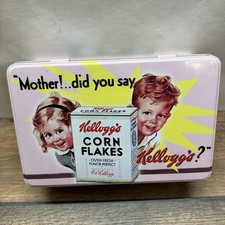 "Mother!..did you say
Kellogg's
CORN
FLAKES
OVEN-FRESH
FLAVOR-PERFECT
W.K. Kellogg
Kellogg's?"